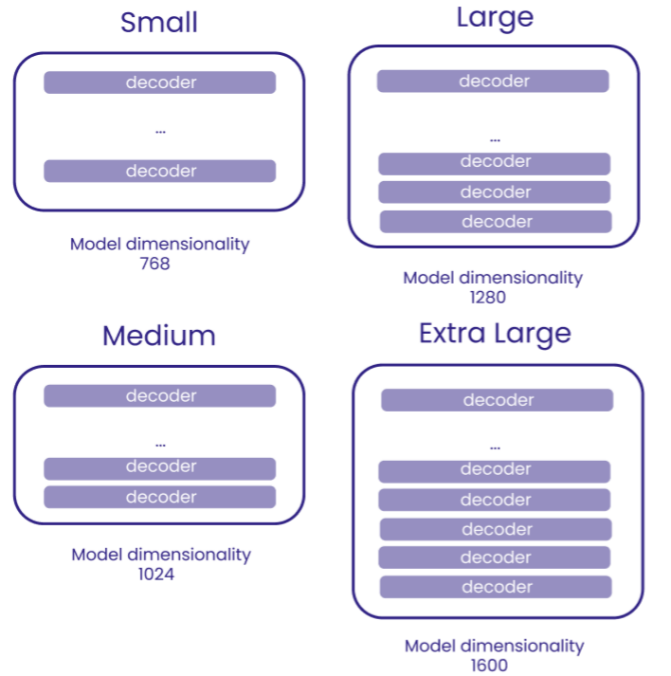 Small
decoder
...
decoder
Model dimensionality
768
Large
decoder
...
decoder
decoder
decoder
Model dimensionality
1280
Medium
decoder
...
decoder
decoder
Model dimensionality
1024
Extra Large
decoder
...
decoder
decoder
decoder
decoder
decoder
Model dimensionality
1600